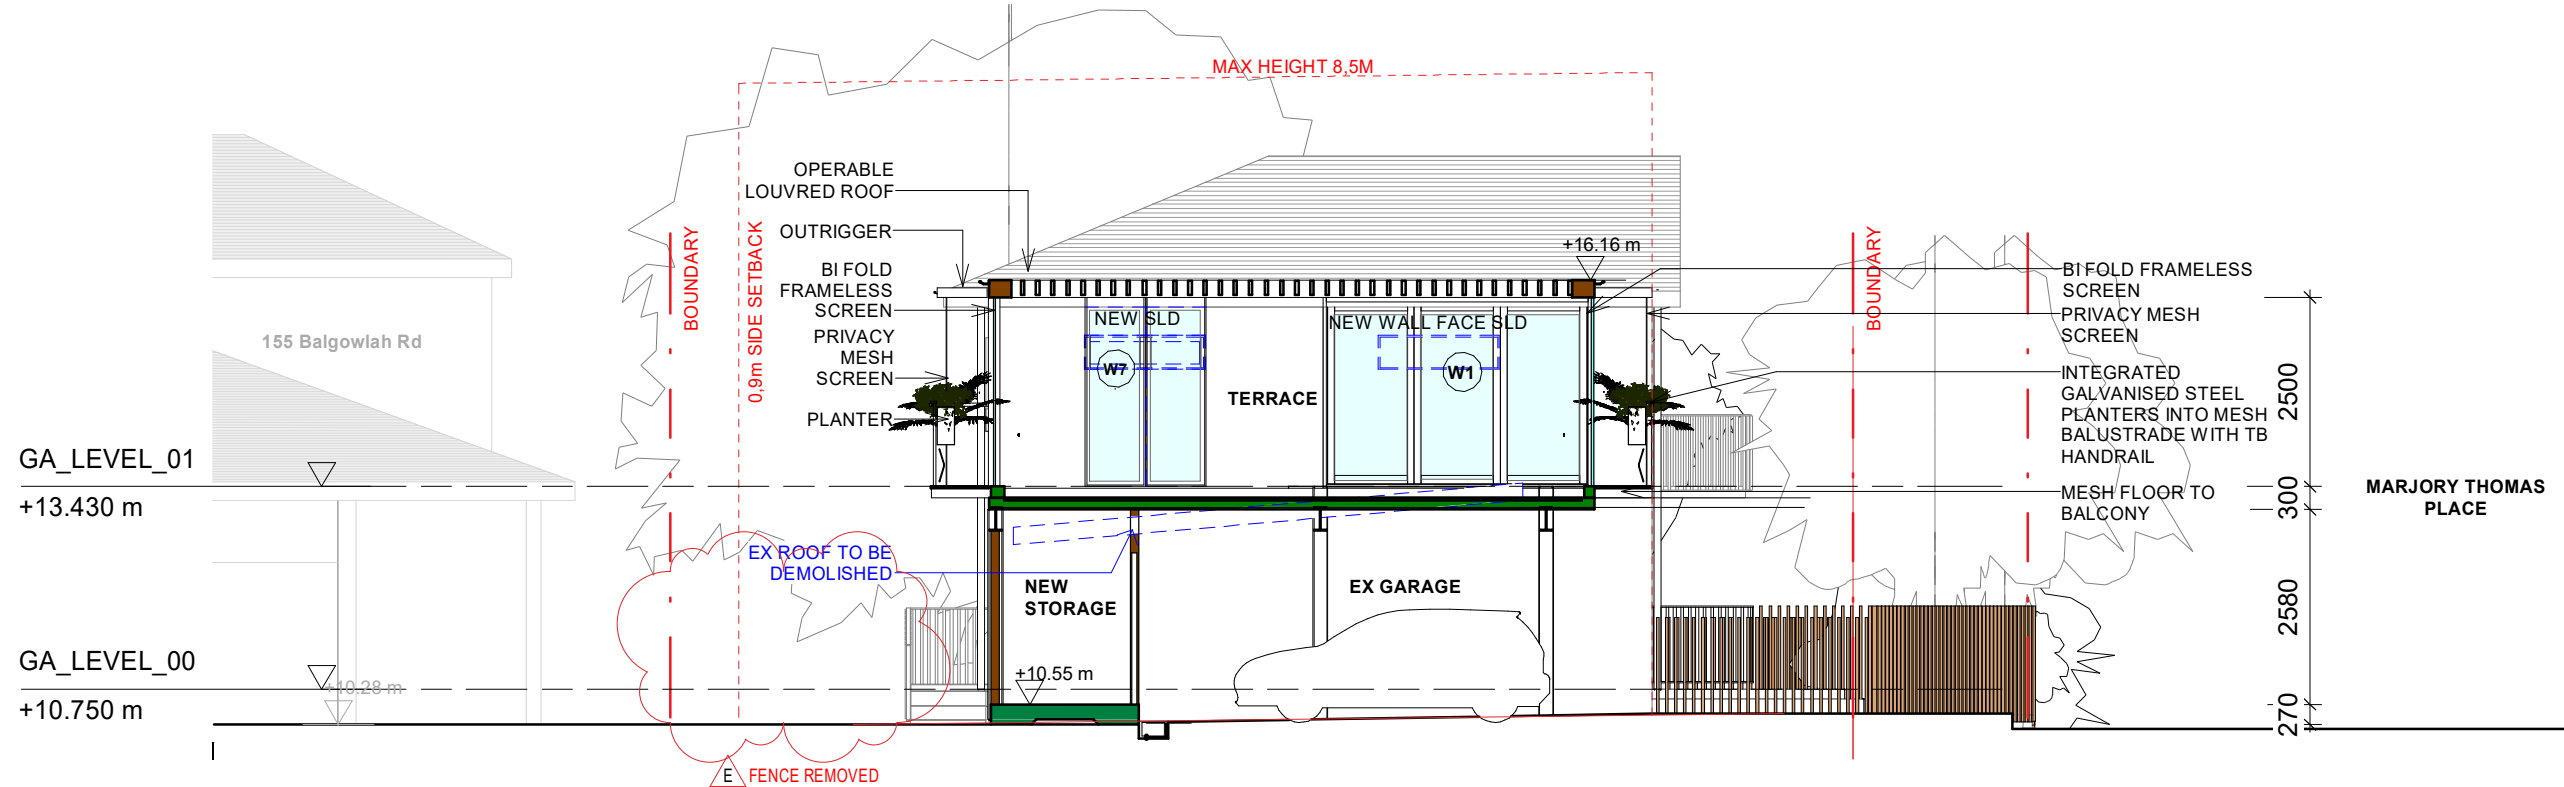 MAX HEIGHT 8,5M
OPERABLE
LOUVRED ROOF
OUTRIGGER
BI FOLD
FRAMELESS
SCREEN
PRIVACY
MESH
SCREEN
PLANTER
BOUNDARY
0,9m SIDE SETBACK
155 Balgowlah Rd
+16.16 m
NEW SLD
NEW WALL FACE SLD
W7
W1
TERRACE
BOUNDARY
BI FOLD FRAMELESS
SCREEN
PRIVACY MESH
SCREEN
INTEGRATED
GALVANISED STEEL
PLANTERS INTO MESH
BALUSTRADE WITH TB
HANDRAIL
MESH FLOOR TO
BALCONY
2500
300
2580
270
MARJORY THOMAS
PLACE
GA_LEVEL_01
+13.430 m
EX ROOF TO BE
DEMOLISHED
NEW
STORAGE
EX GARAGE
GA_LEVEL_00
+10.750 m
+10.28 m
+10.55 m
E FENCE REMOVED